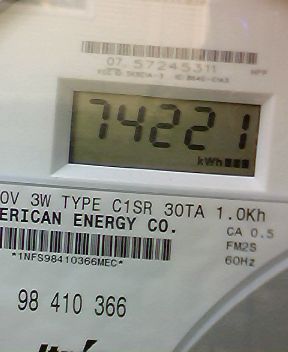 07. 57245311
74221
kWh
0V 3W TYPE C1SR 30TA 1.0Kh
ERICAN ENERGY CO.
CA 0.5
FM2S
60Hz
*1NFS98410366MEC*
98 410 366